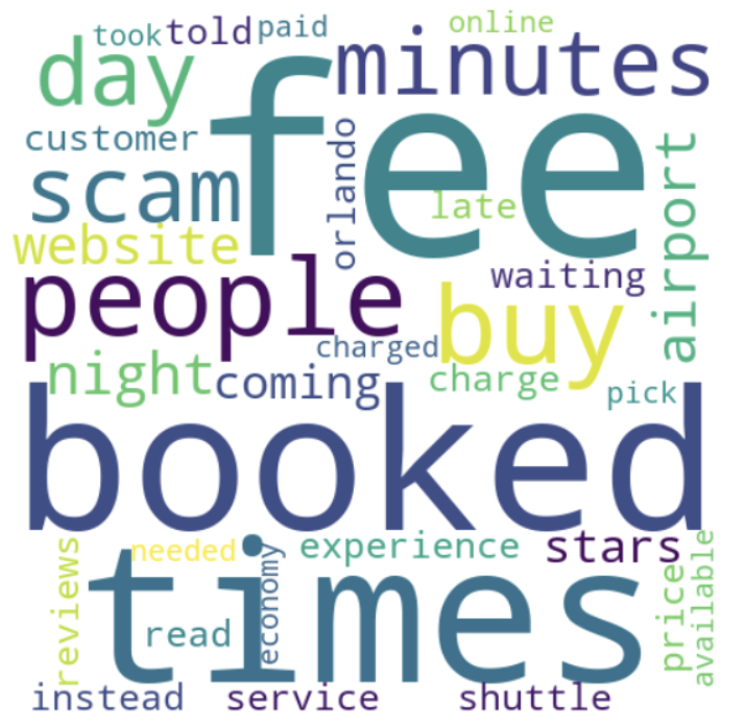 took told paid online
day fee minutes
customer
scam orlando late airport
website
people waiting
buy
charged
night coming charge pick
booked
reviews needed economy experience stars price available
times
read
instead service shuttle